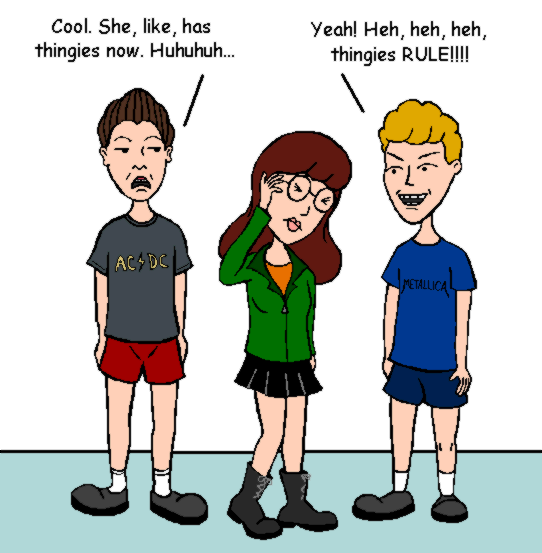 Cool. She, like, has
thingies now. Huhuhuh...
Yeah! Heh, heh, heh,
thingies RULE!!!!
AC⚡DC
METALLICA